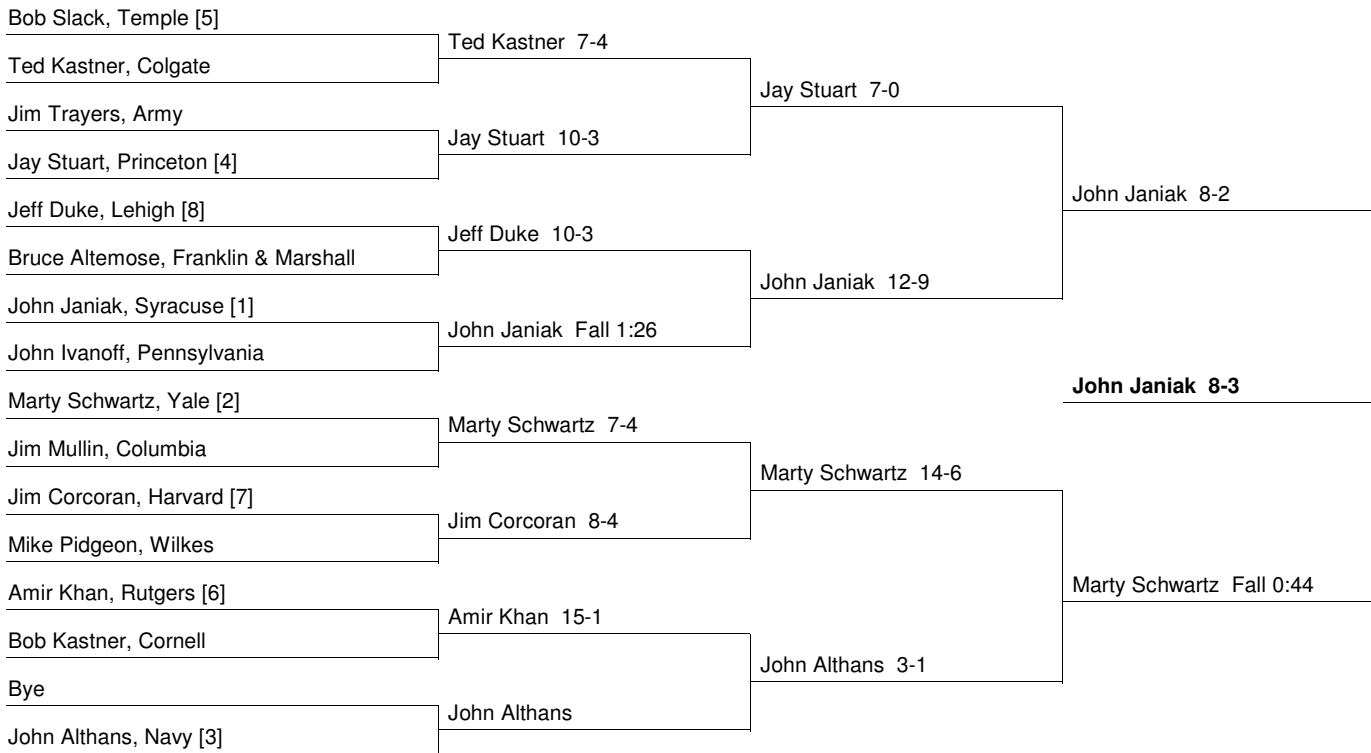 Bob Slack, Temple [5]
Ted Kastner, Colgate
Jim Trayers, Army
Jay Stuart, Princeton [4]
Jeff Duke, Lehigh [8]
Bruce Altemose, Franklin & Marshall
John Janiak, Syracuse [1]
John Ivanoff, Pennsylvania
Marty Schwartz, Yale [2]
Jim Mullin, Columbia
Jim Corcoran, Harvard [7]
Mike Pidgeon, Wilkes
Amir Khan, Rutgers [6]
Bob Kastner, Cornell
Bye
John Althans, Navy [3]
Ted Kastner 7-4
Jay Stuart 10-3
Jeff Duke 10-3
John Janiak Fall 1:26
Marty Schwartz 7-4
Jim Corcoran 8-4
Amir Khan 15-1
John Althans
Jay Stuart 7-0
John Janiak 12-9
Marty Schwartz 14-6
John Althans 3-1
John Janiak 8-2
Marty Schwartz Fall 0:44
John Janiak 8-3